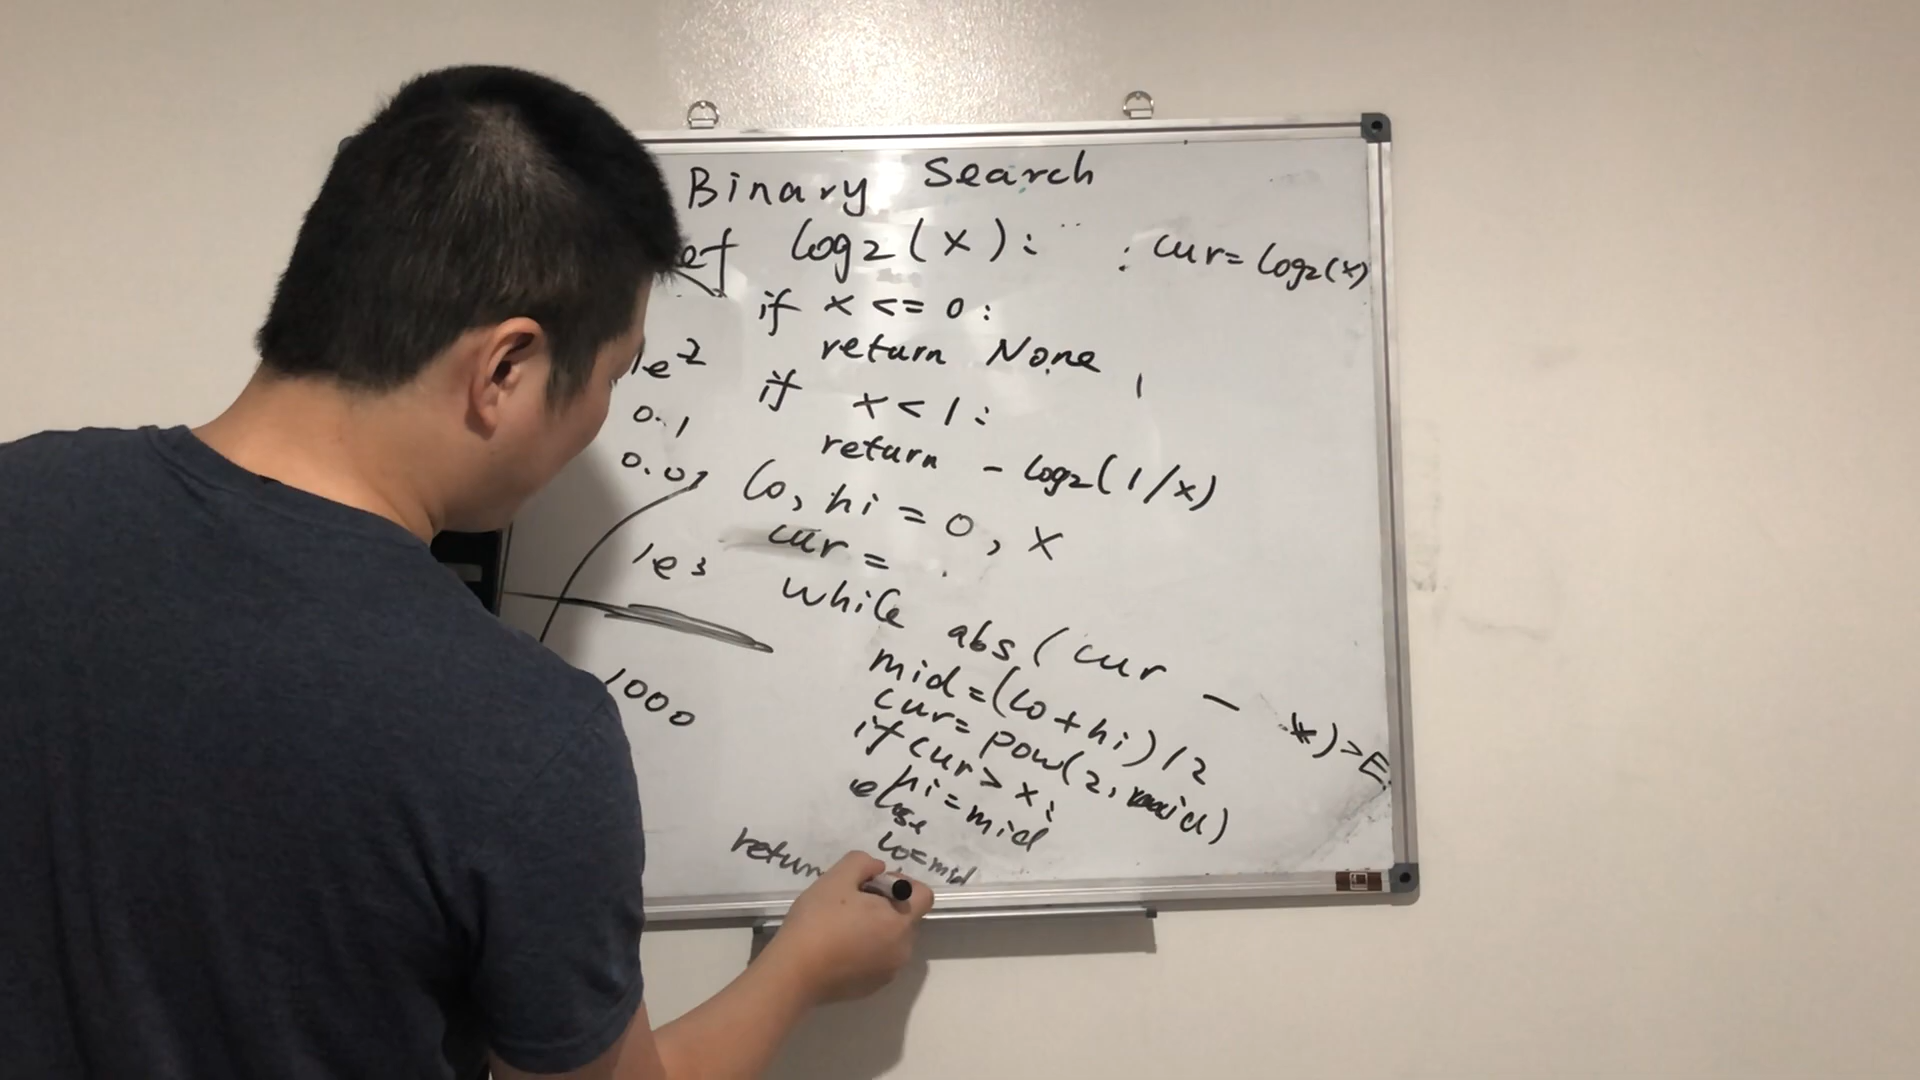 Binary Search
ef log2(x): : cur= log2(x)
if x <= 0:
return None
1e2
if x < 1:
0.1
return - log2(1/x)
0.01
lo, hi = 0, x
cur =
1e3
while abs(cur - x)>E
mid=(lo+hi)/2
1000
cur= pow(2, mid)
if cur> x:
hi=mid
else
lo=mid
return